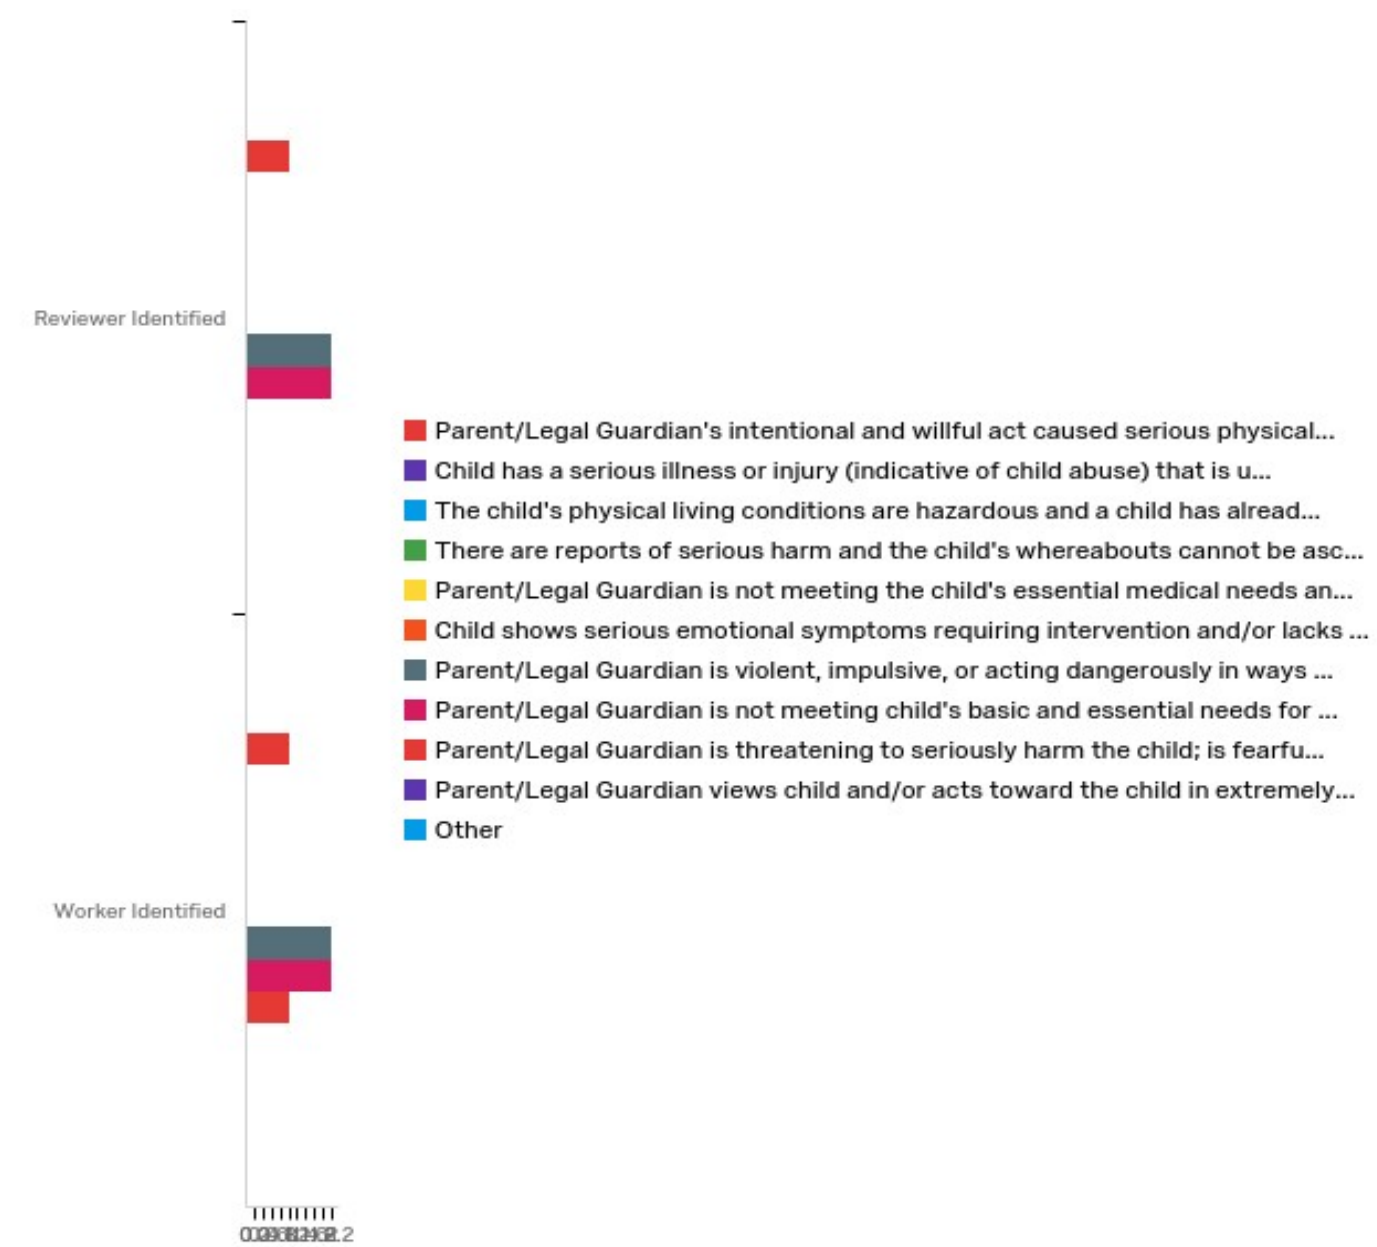 Reviewer Identified
Parent/Legal Guardian's intentional and willful act caused serious physical...
Child has a serious illness or injury (indicative of child abuse) that is u...
The child's physical living conditions are hazardous and a child has alread...
There are reports of serious harm and the child's whereabouts cannot be asc...
Parent/Legal Guardian is not meeting the child's essential medical needs an...
Child shows serious emotional symptoms requiring intervention and/or lacks ...
Parent/Legal Guardian is violent, impulsive, or acting dangerously in ways ...
Parent/Legal Guardian is not meeting child's basic and essential needs for ...
Parent/Legal Guardian is threatening to seriously harm the child; is fearfu...
Parent/Legal Guardian views child and/or acts toward the child in extremely...
Other
Worker Identified